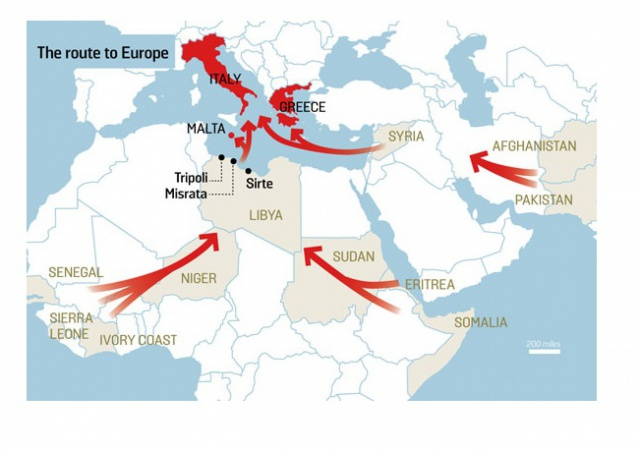 The route to Europe
ITALY
GREECE
MALTA
SYRIA
AFGHANISTAN
Tripoli
Misrata
Sirte
PAKISTAN
LIBYA
SENEGAL
NIGER
SUDAN
ERITREA
SIERRA
LEONE
IVORY COAST
SOMALIA
200 miles